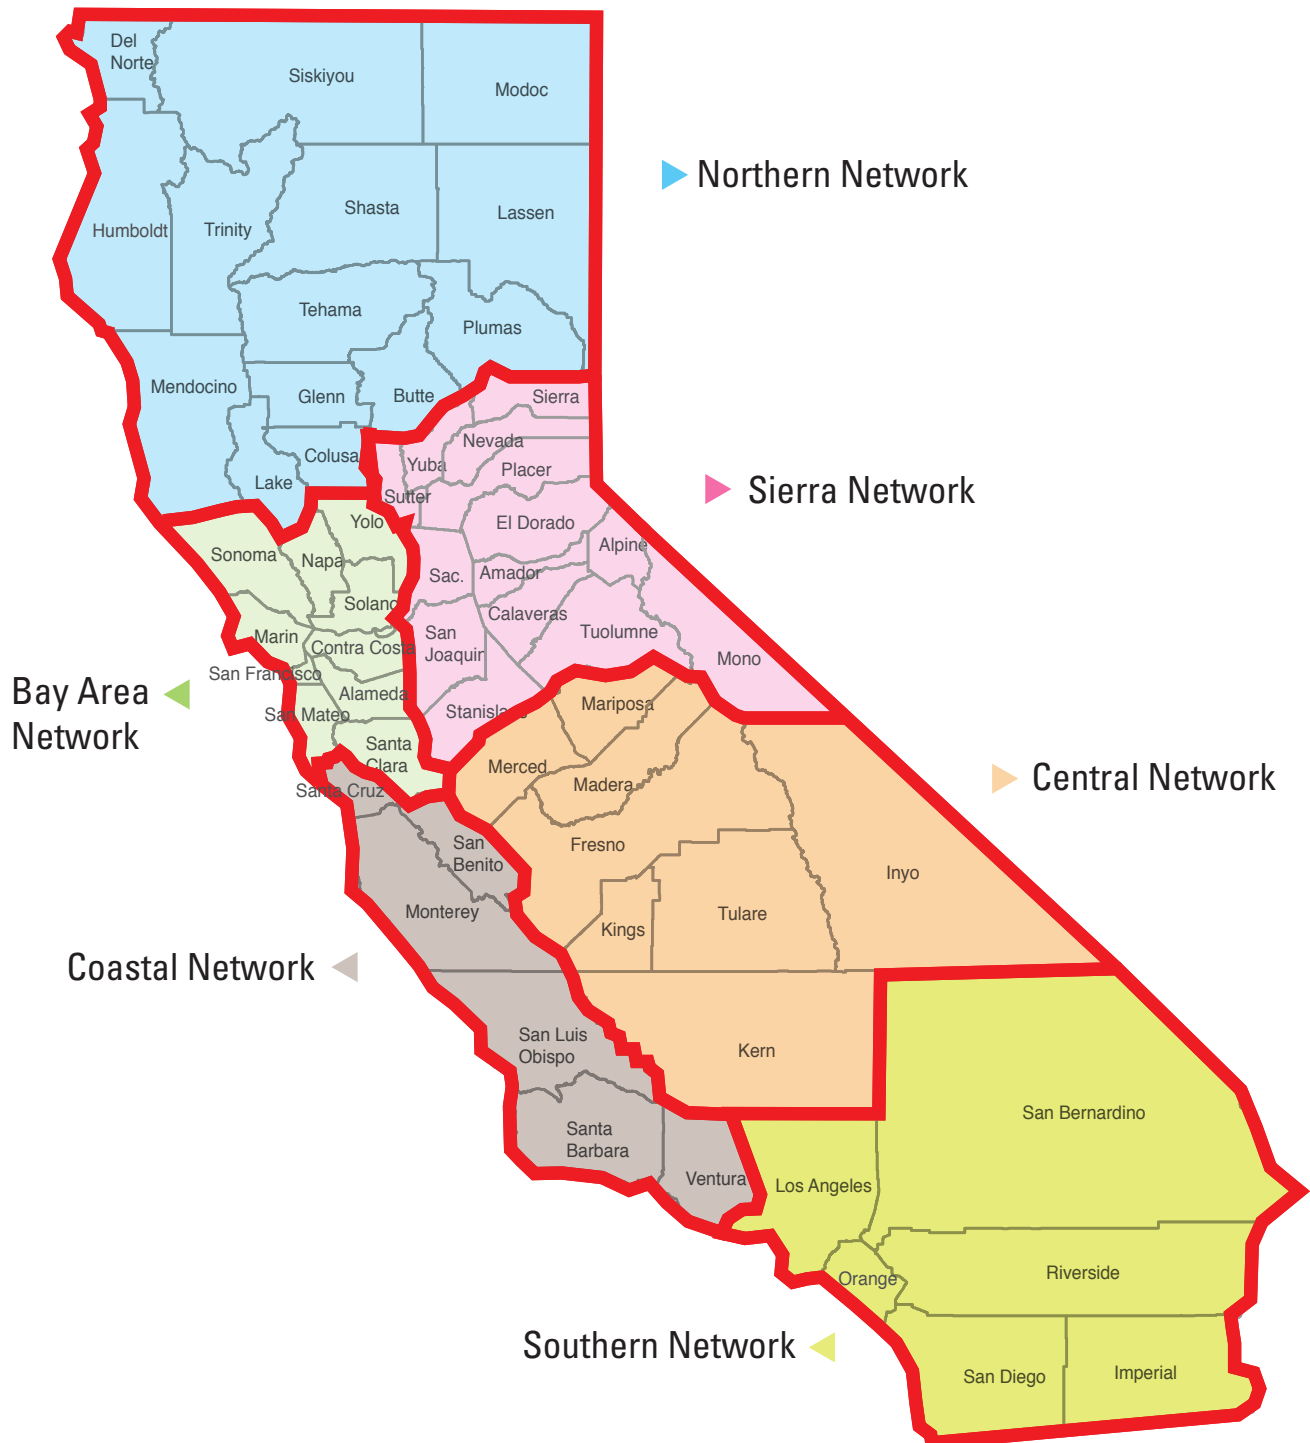 Del
Norte
Siskiyou
Modoc
Northern Network
Humboldt
Trinity
Shasta
Lassen
Tehama
Plumas
Mendocino
Glenn
Butte
Sierra
Colusa
Lake
Nevada
Yuba
Placer
Sutter
Sierra Network
Yolo
El Dorado
Sonoma
Napa
Alpine
Sac.
Amador
Solano
Calaveras
Marin
Contra Costa
San
Joaquin
Tuolumne
Mono
San Francisco
Alameda
Bay Area
Network
San Mateo
Stanislaus
Mariposa
Santa
Clara
Merced
Madera
Central Network
Santa Cruz
San
Benito
Fresno
Inyo
Monterey
Kings
Tulare
Coastal Network
San Luis
Obispo
Kern
Santa
Barbara
Ventura
Los Angeles
San Bernardino
Orange
Riverside
Southern Network
San Diego
Imperial